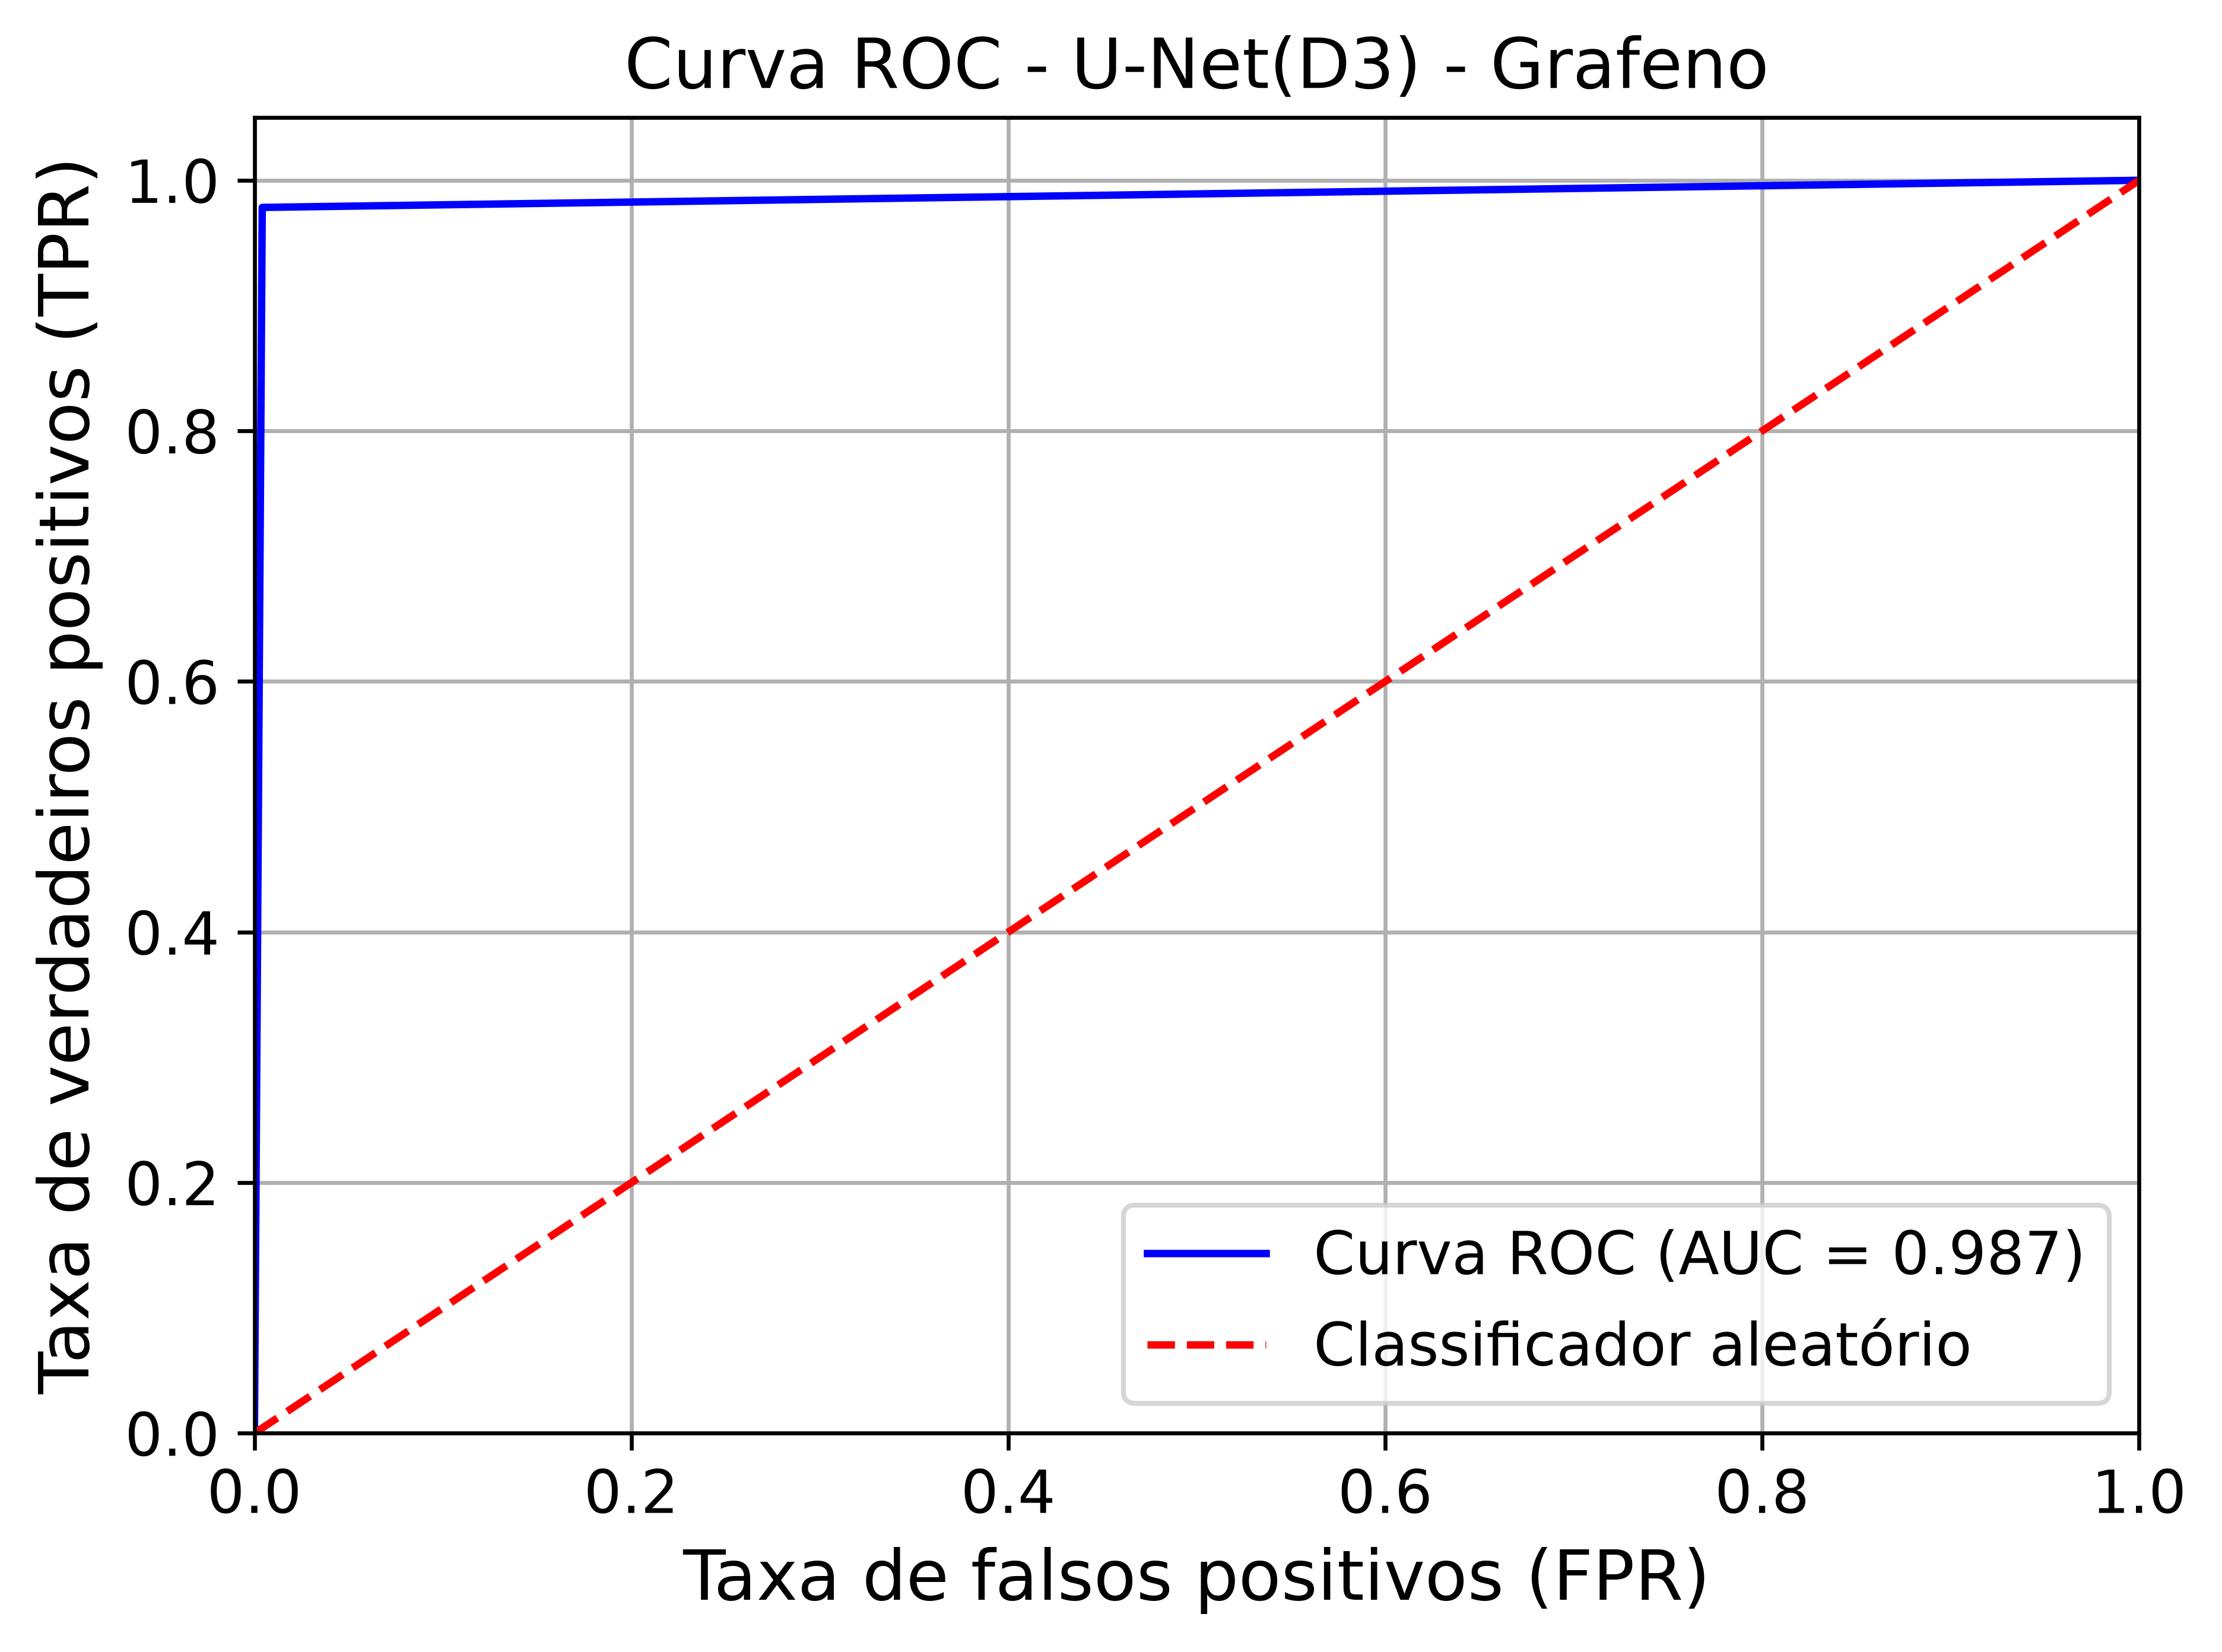 Curva ROC - U-Net(D3) - Grafeno
Taxa de verdadeiros positivos (TPR)
1.0
0.8
0.6
0.4
0.2
0.0
Curva ROC (AUC = 0.987)
Classificador aleatório
0.0 0.2 0.4 0.6 0.8 1.0
Taxa de falsos positivos (FPR)